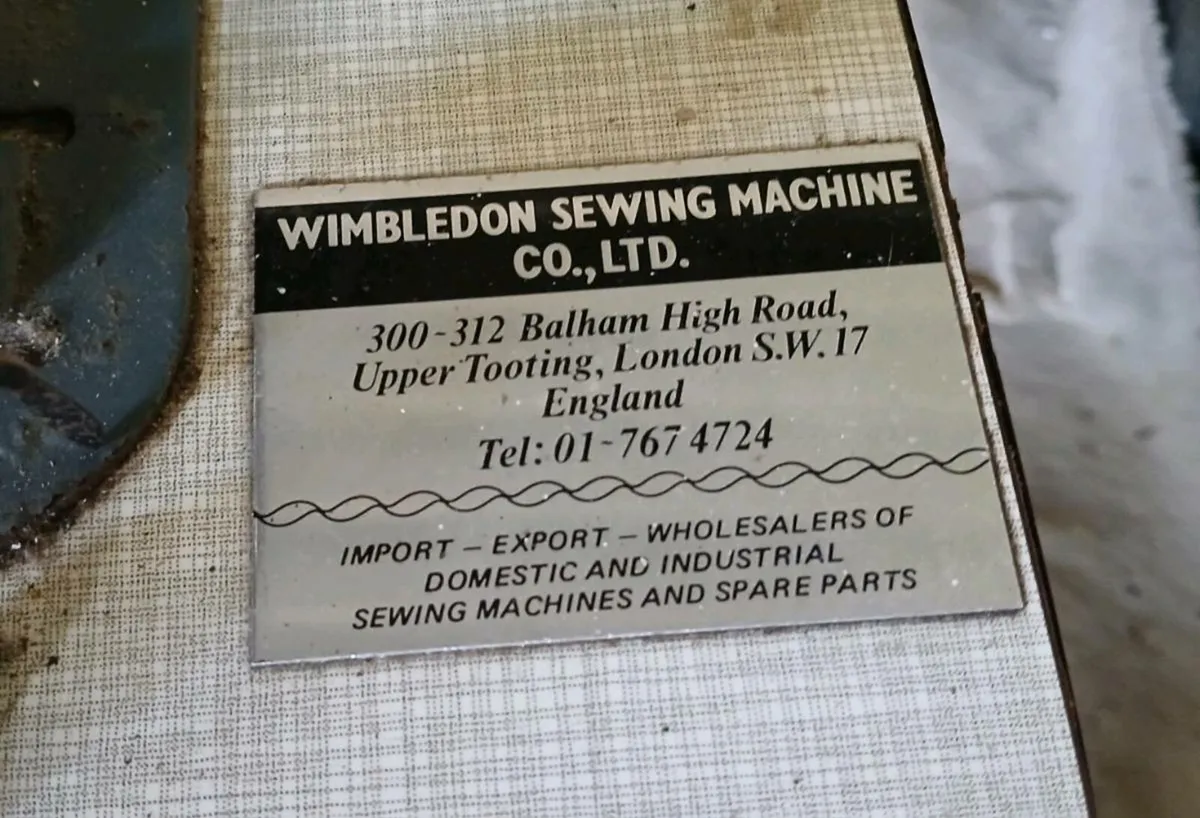 WIMBLEDON SEWING MACHINE
CO., LTD.
300-312 Balham High Road,
Upper Tooting, London S.W. 17
England
Tel: 01-767 4724
IMPORT – EXPORT – WHOLESALERS OF
DOMESTIC AND INDUSTRIAL
SEWING MACHINES AND SPARE PARTS